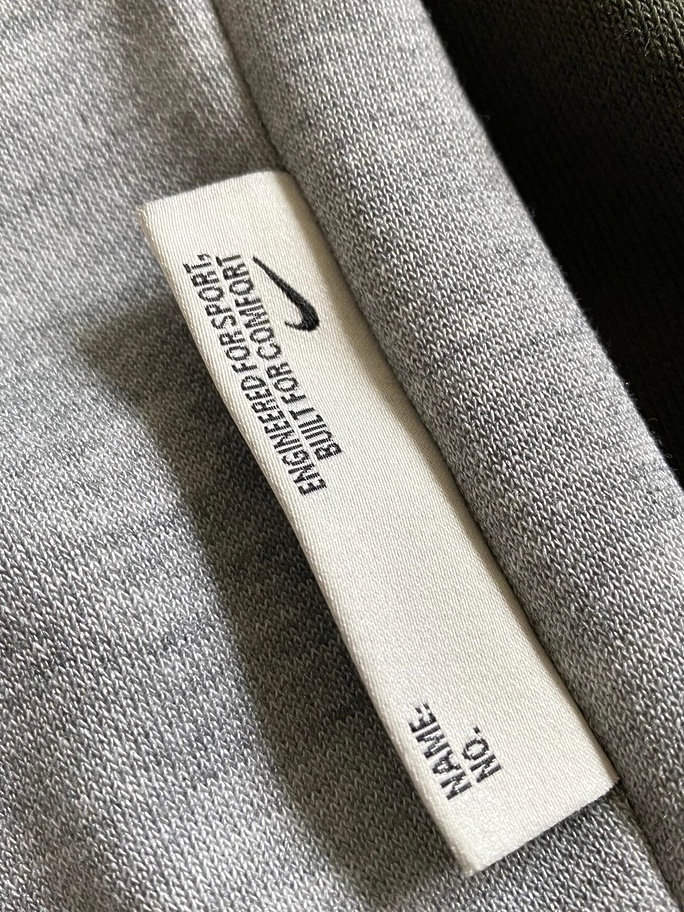 ENGINEERED FOR SPORT,
BUILT FOR COMFORT
NAME:
NO.